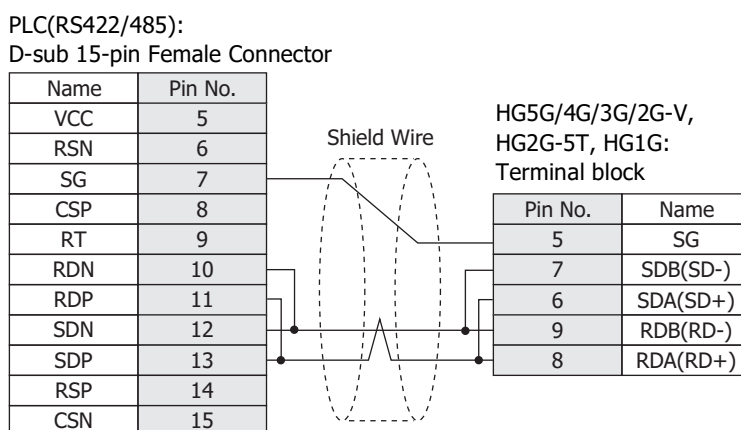 PLC(RS422/485):
D-sub 15-pin Female Connector
Name Pin No.
VCC 5
RSN 6
SG 7
CSP 8
RT 9
RDN 10
RDP 11
SDN 12
SDP 13
RSP 14
CSN 15
Shield Wire
HG5G/4G/3G/2G-V,
HG2G-5T, HG1G:
Terminal block
Pin No. Name
5 SG
7 SDB(SD-)
6 SDA(SD+)
9 RDB(RD-)
8 RDA(RD+)